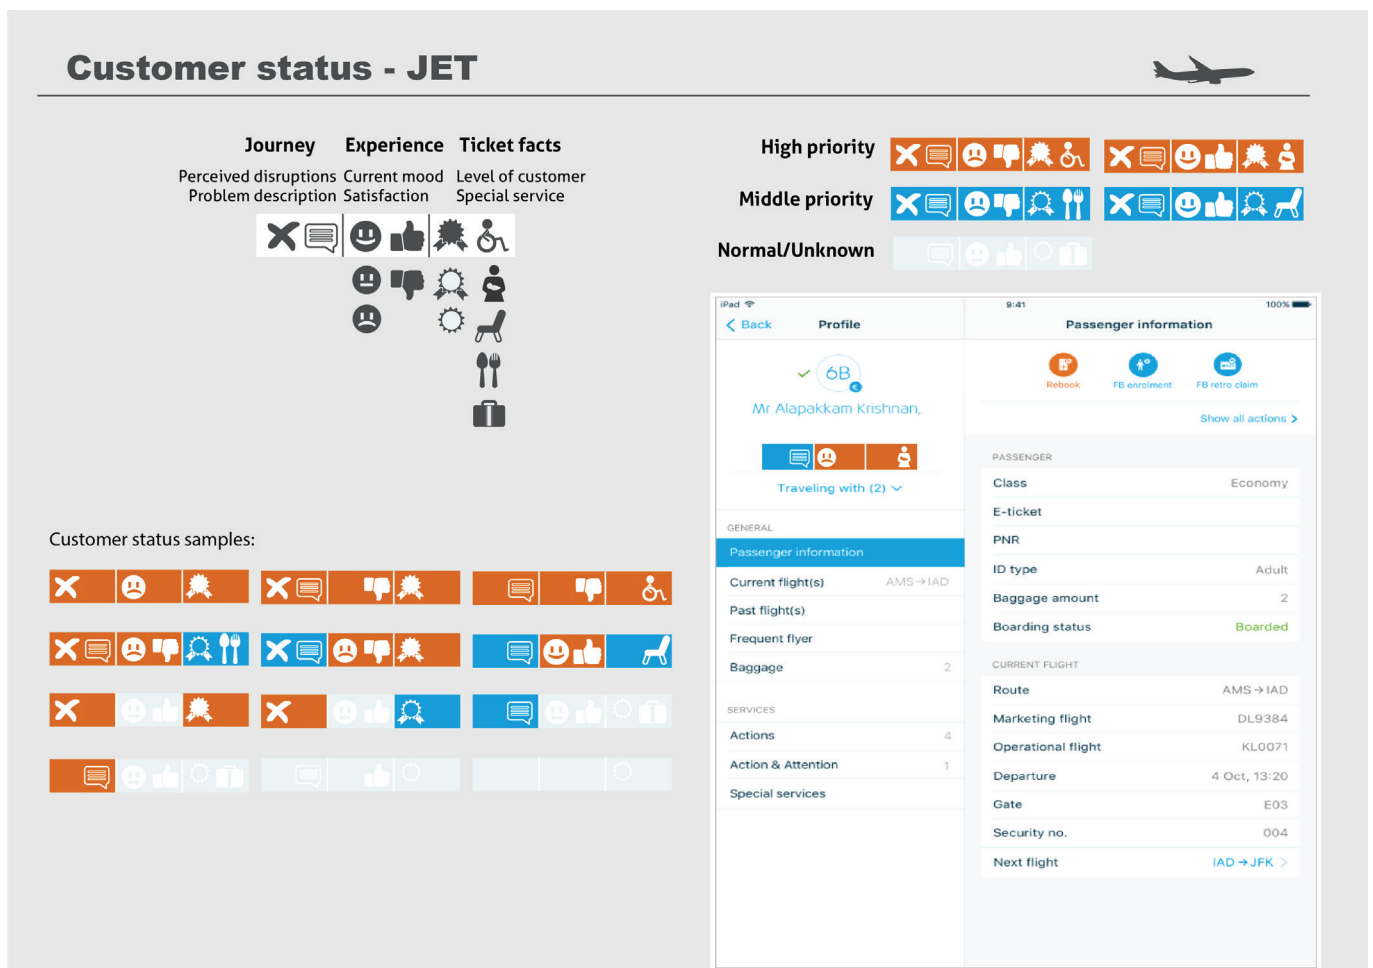 Customer status - JET
Journey Experience Ticket facts
Perceived disruptions Current mood Level of customer
Problem description Satisfaction Special service
High priority
Middle priority
Normal/Unknown
Customer status samples:
iPad 9:41 100%
Back Profile Passenger information
6B
€
Mr Alapakkam Krishnan,
Traveling with (2)
GENERAL
Passenger information
Current flight(s) AMS→IAD
Past flight(s)
Frequent flyer
Baggage 2
SERVICES
Actions 4
Action & Attention 1
Special services
Rebook FB enrolment FB retro claim
Show all actions >
PASSENGER
Class Economy
E-ticket
PNR
ID type Adult
Baggage amount 2
Boarding status Boarded
CURRENT FLIGHT
Route AMS→IAD
Marketing flight DL9384
Operational flight KL0071
Departure 4 Oct, 13:20
Gate E03
Security no. 004
Next flight IAD→JFK >